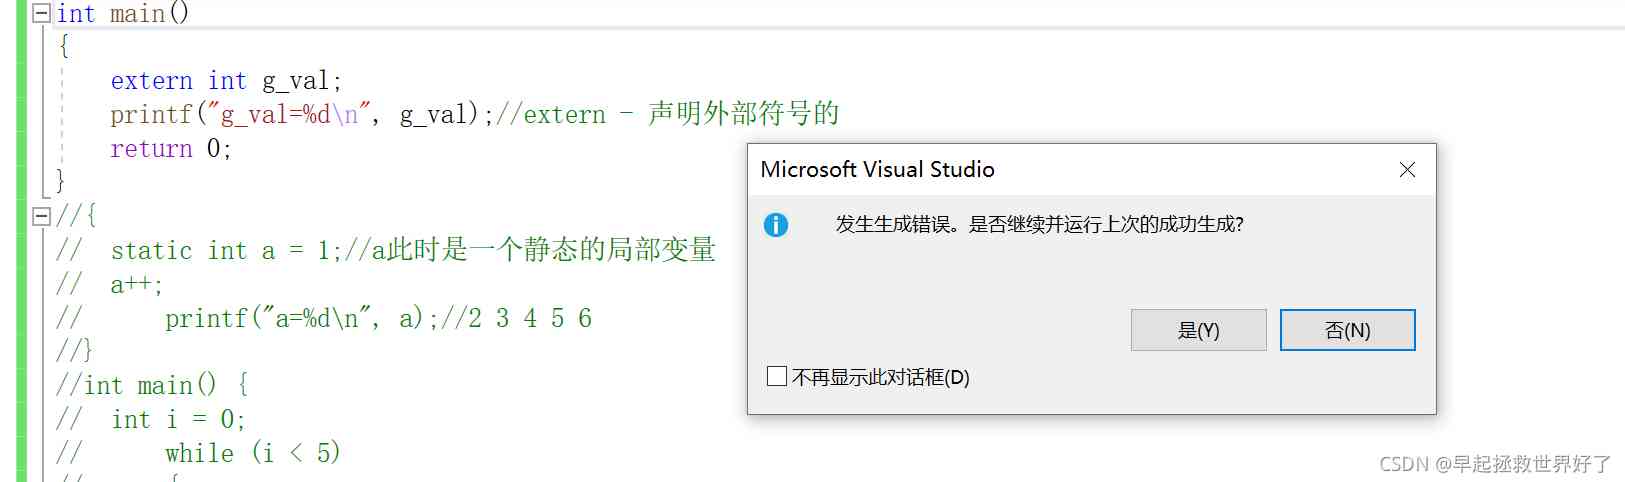 int main()
{
extern int g_val;
printf("g_val=%d\n", g_val);//extern - 声明外部符号的
return 0;
}
//{
// static int a = 1;//a此时是一个静态的局部变量
// a++;
// printf("a=%d\n", a);//2 3 4 5 6
//}
//int main() {
// int i = 0;
// while (i < 5)
// {
Microsoft Visual Studio
发生生成错误。是否继续并运行上次的成功生成?
是(Y)
否(N)
不再显示此对话框(D)
CSDN @早起拯救世界好了